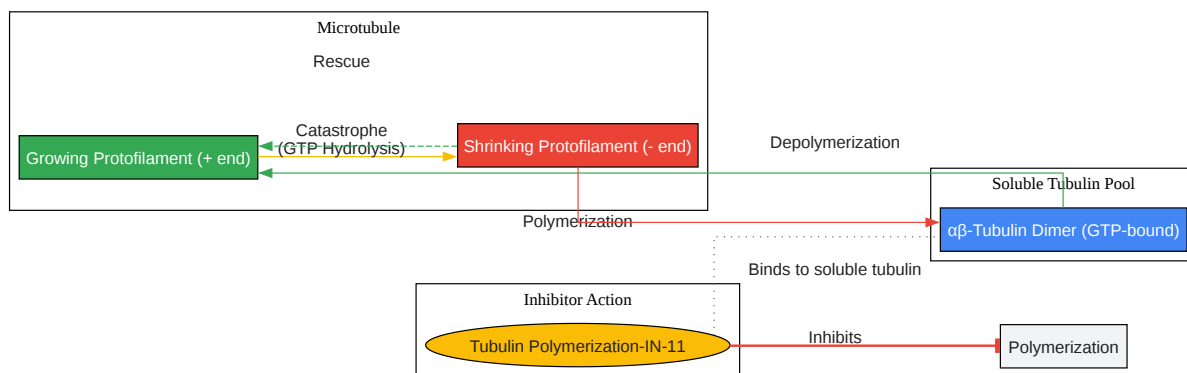 Microtubule
Rescue
Catastrophe
(GTP Hydrolysis)
Growing Protofilament (+ end)
Shrinking Protofilament (- end)
Depolymerization
Soluble Tubulin Pool
Polymerization
αβ-Tubulin Dimer (GTP-bound)
Binds to soluble tubulin
Inhibitor Action
Tubulin Polymerization-IN-11
Inhibits
Polymerization